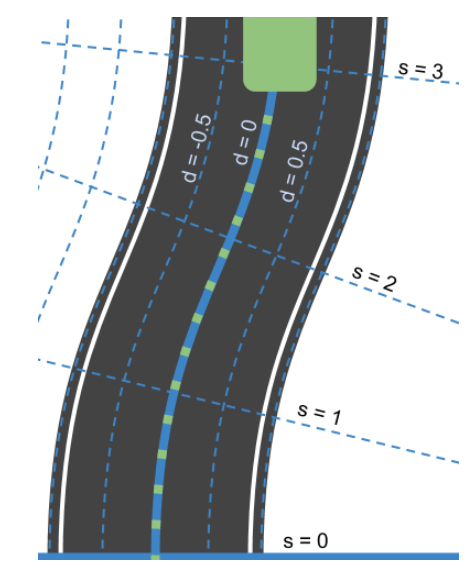 s = 3
d = -0.5
d = 0
d = 0.5
s = 2
s = 1
s = 0